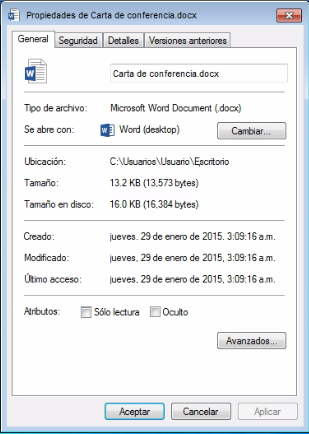 Propiedades de Carta de conferencia.docx
General Seguridad Detalles Versiones anteriores
Carta de conferencia.docx
Tipo de archivo: Microsoft Word Document (.docx)
Se abre con: Word (desktop) Cambiar...
Ubicación: C:\Usuarios\Usuario\Escritorio
Tamaño: 13.2 KB (13,573 bytes)
Tamaño en disco: 16.0 KB (16,384 bytes)
Creado: jueves, 29 de enero de 2015, 3:09:16 a.m.
Modificado: jueves, 29 de enero de 2015, 3:09:16 a.m.
Último acceso: jueves, 29 de enero de 2015, 3:09:16 a.m.
Atributos: Sólo lectura Oculto
Avanzados...
Aceptar Cancelar Aplicar